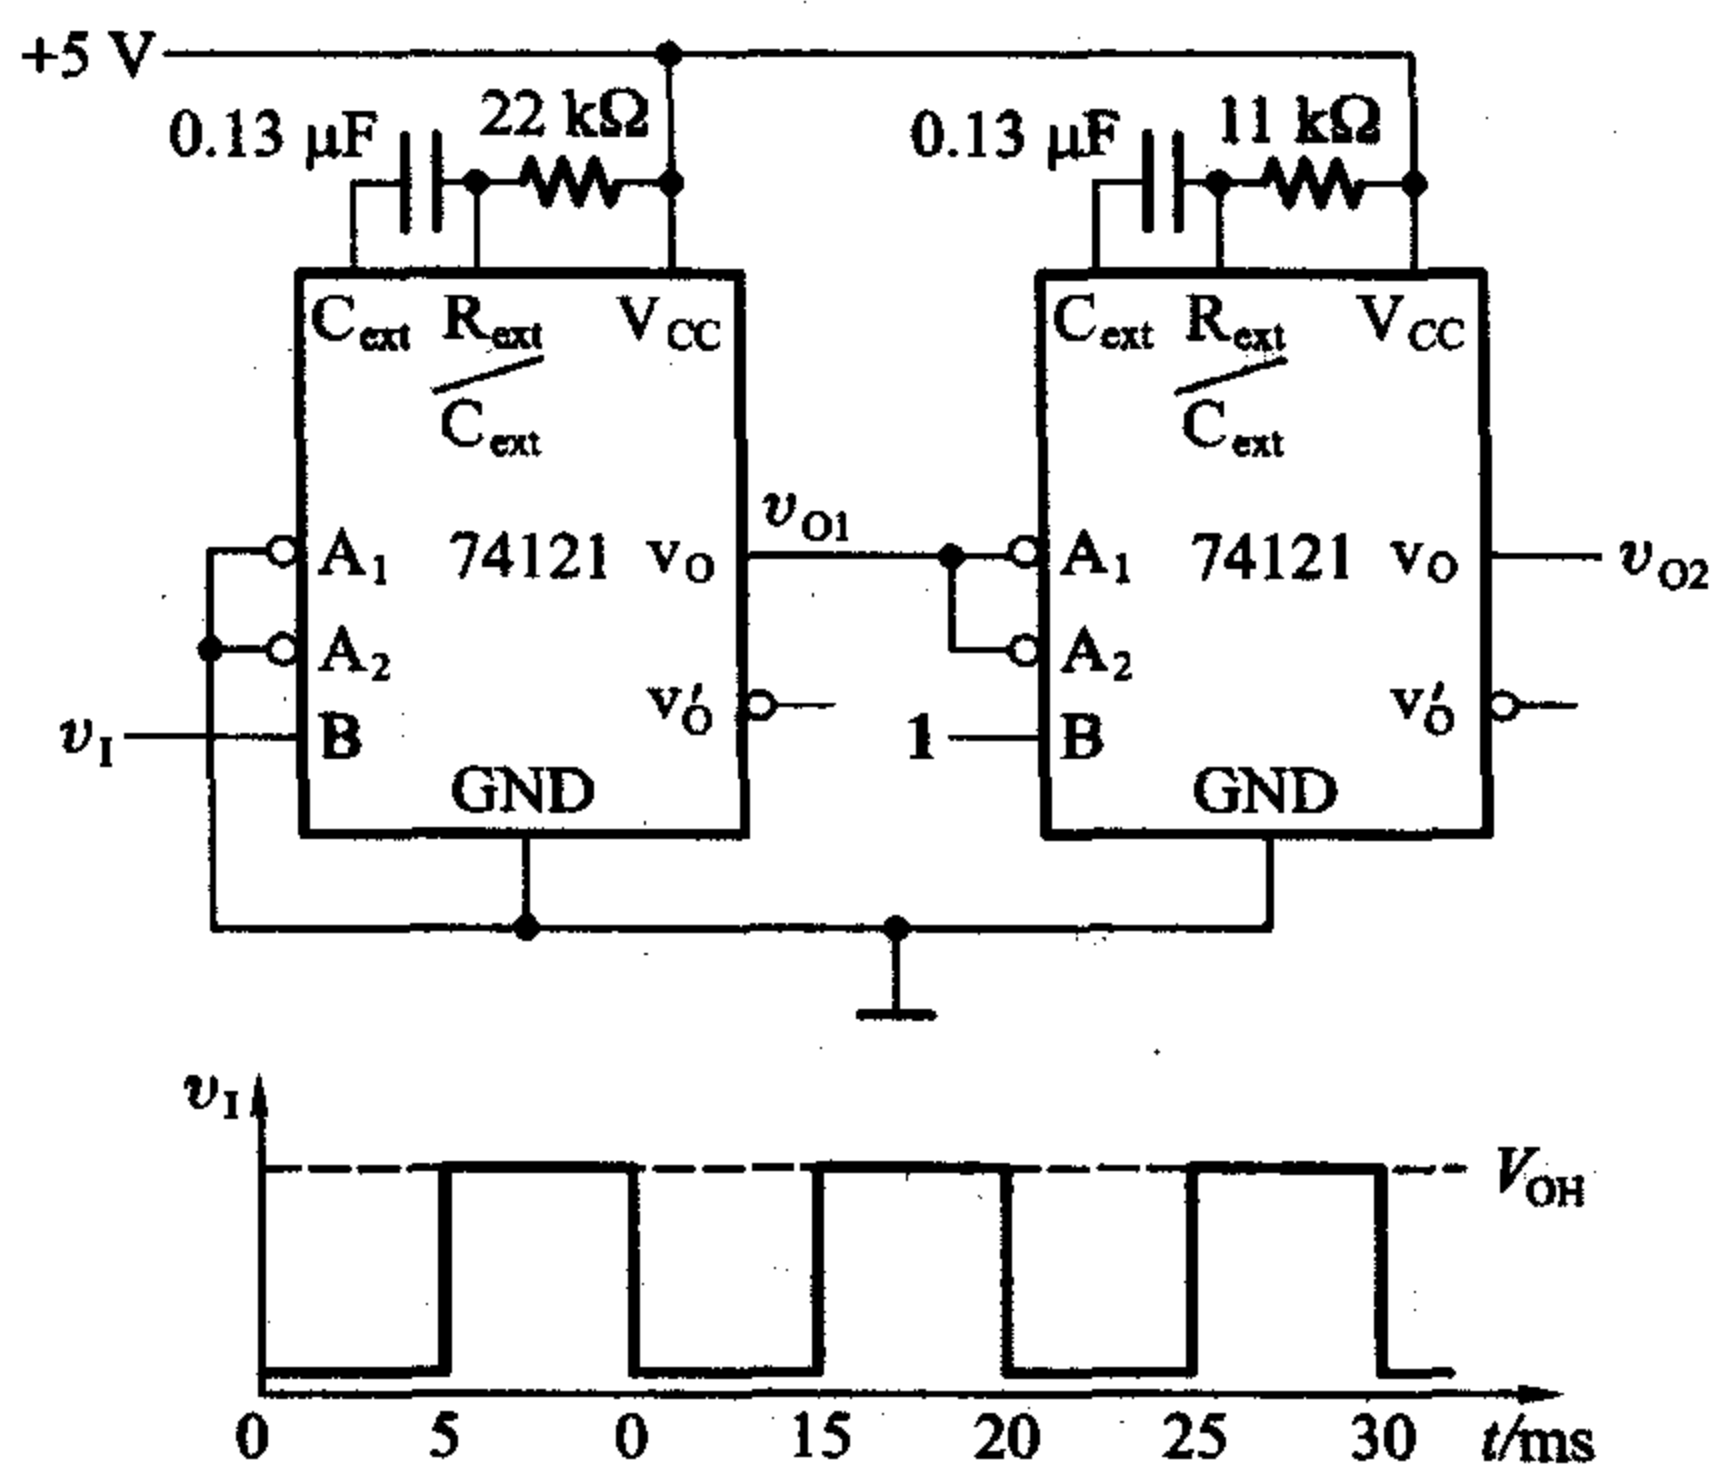 +5 V
0.13 μF 22 kΩ 0.13 μF 11 kΩ
Cext Rext VCC Cext Rext VCC
Cext Cext
vO1
A1 74121 vO A1 74121 vO vO2
A2 A2
v′O v′O
vI B 1 B
GND GND
vI
VOH
0 5 0 15 20 25 30 t/ms